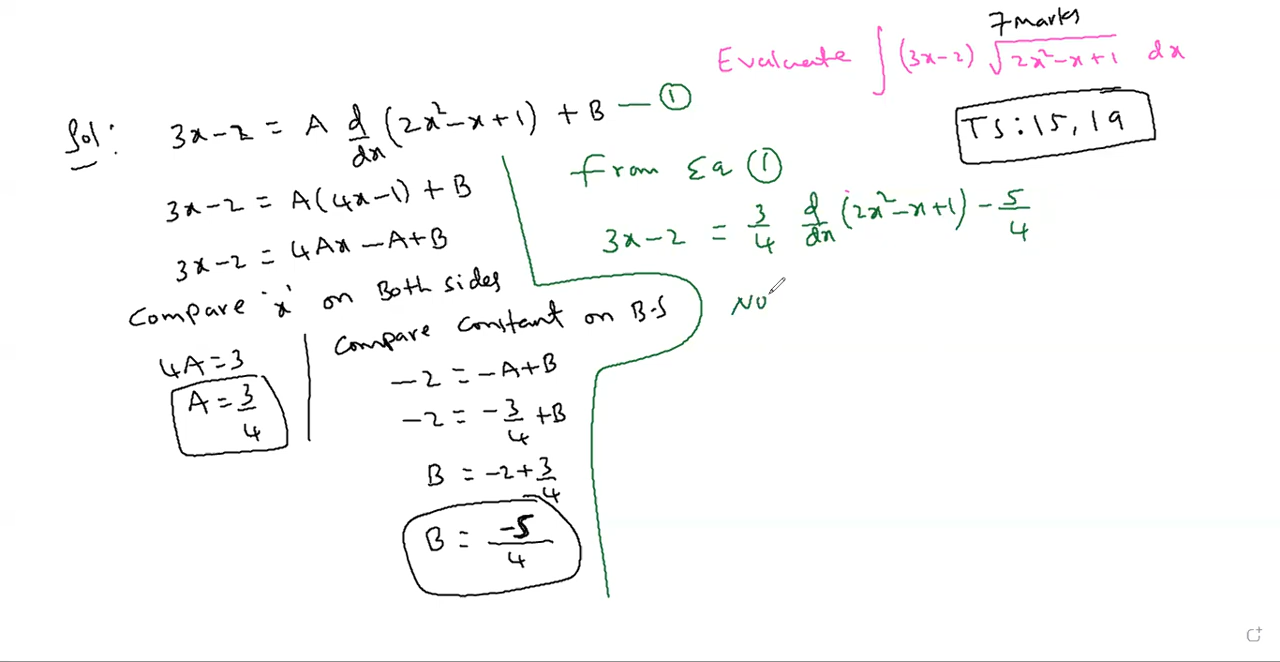 7 marks
Evaluate ∫ (3x-2) √(2x²-x+1) dx
TS: 15, 19
Sol: 3x-2 = A d/dx (2x²-x+1) + B — ①
3x-2 = A(4x-1) + B
3x-2 = 4Ax - A + B
Compare 'x' on Both sides
4A = 3
A = 3/4
Compare constant on B.S
-2 = -A + B
-2 = -3/4 + B
B = -2 + 3/4
B = -5/4
From Eq ①
3x-2 = 3/4 d/dx (2x²-x+1) - 5/4
No